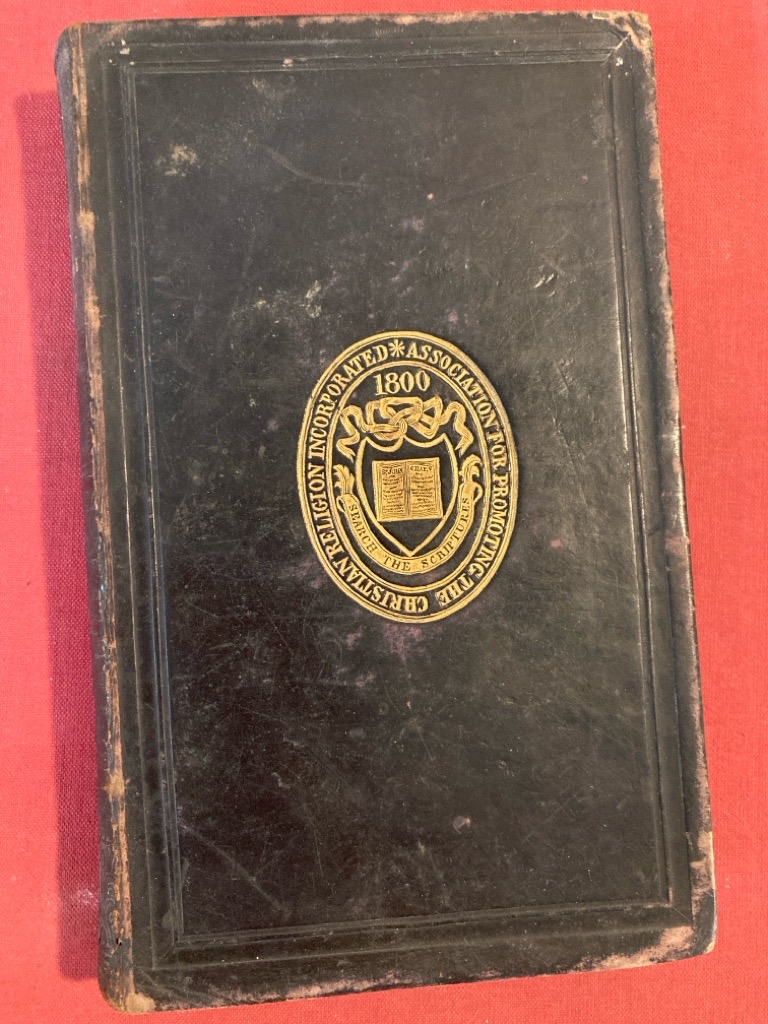 ASSOCIATION FOR PROMOTING THE CHRISTIAN RELIGION INCORPORATED *
1800
SEARCH THE SCRIPTURES